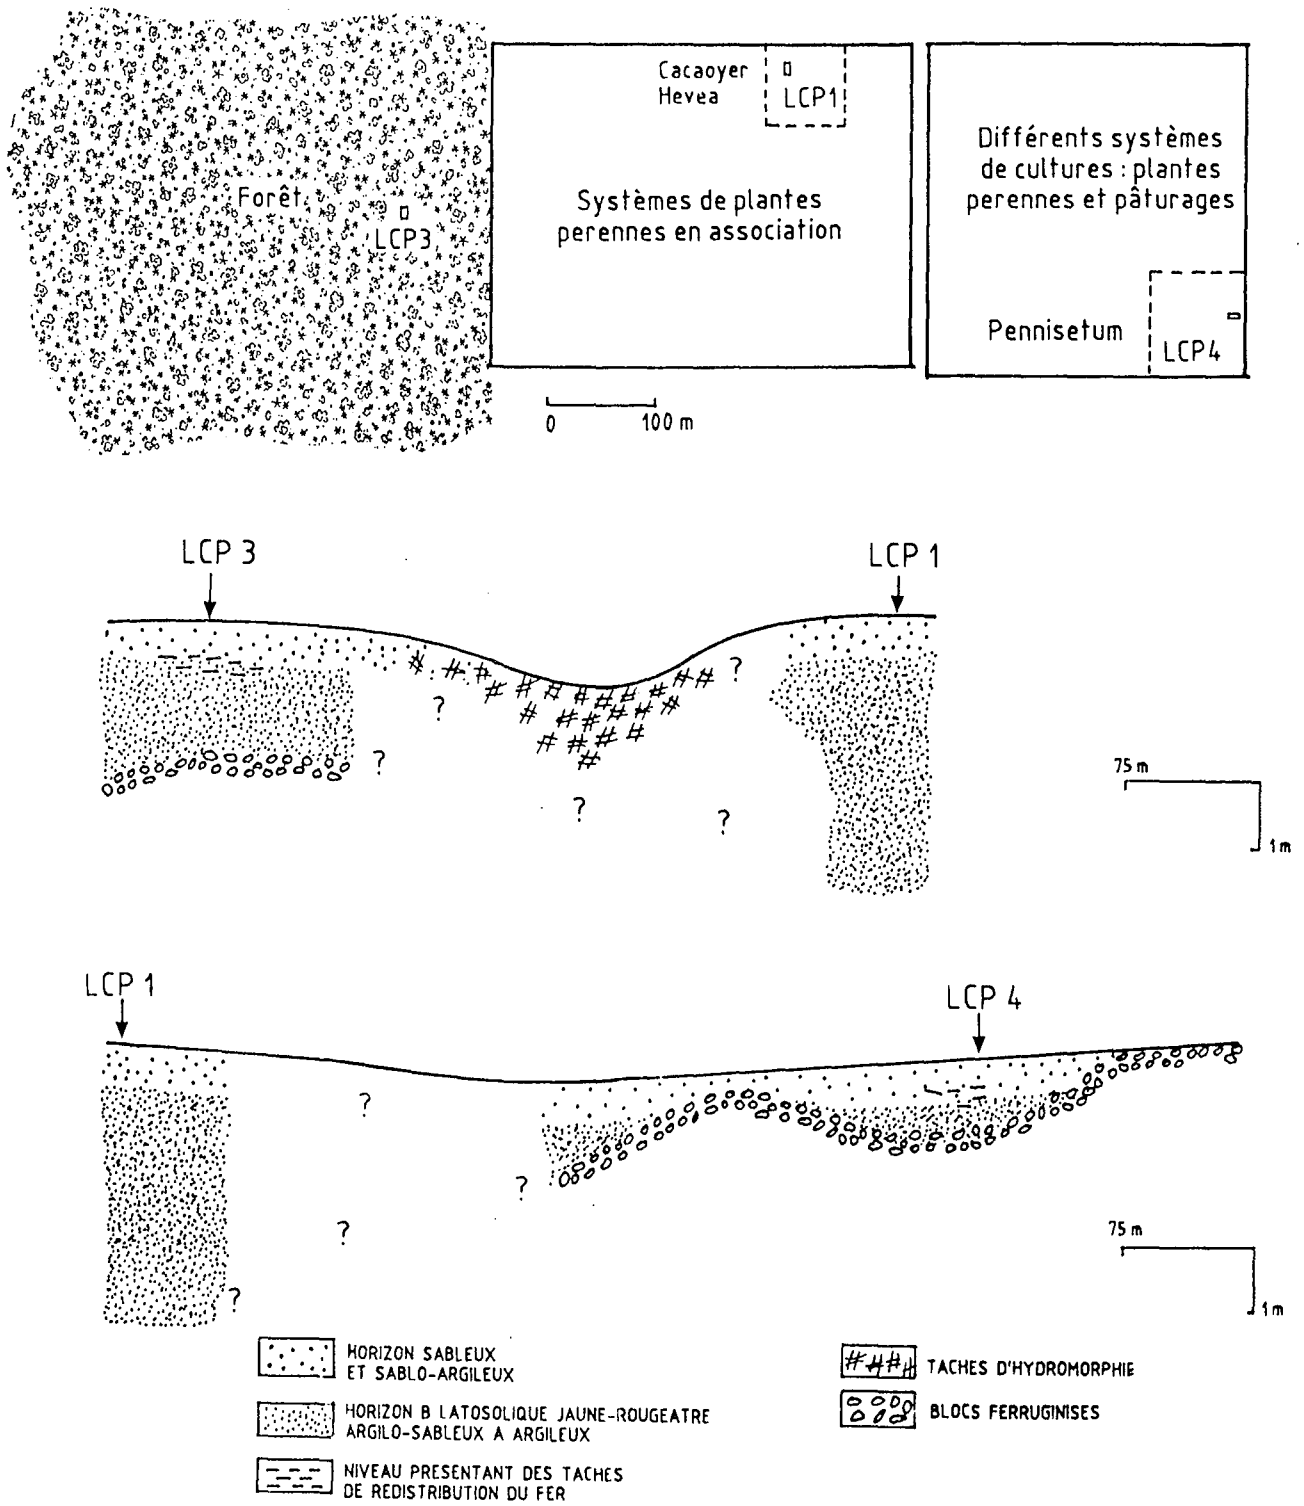 Forêt
LCP3
Cacaoyer
Hevea
LCP1
Systèmes de plantes
perennes en association
Différents systèmes
de cultures : plantes
perennes et pâturages
Pennisetum
LCP4
0 100 m
LCP 3
LCP 1
?
?
?
?
?
75 m
1 m
LCP 1
LCP 4
?
?
?
?
75 m
1 m
HORIZON SABLEUX
ET SABLO-ARGILEUX
HORIZON B LATOSOLIQUE JAUNE-ROUGEATRE
ARGILO-SABLEUX A ARGILEUX
NIVEAU PRESENTANT DES TACHES
DE REDISTRIBUTION DU FER
TACHES D'HYDROMORPHIE
BLOCS FERRUGINISES